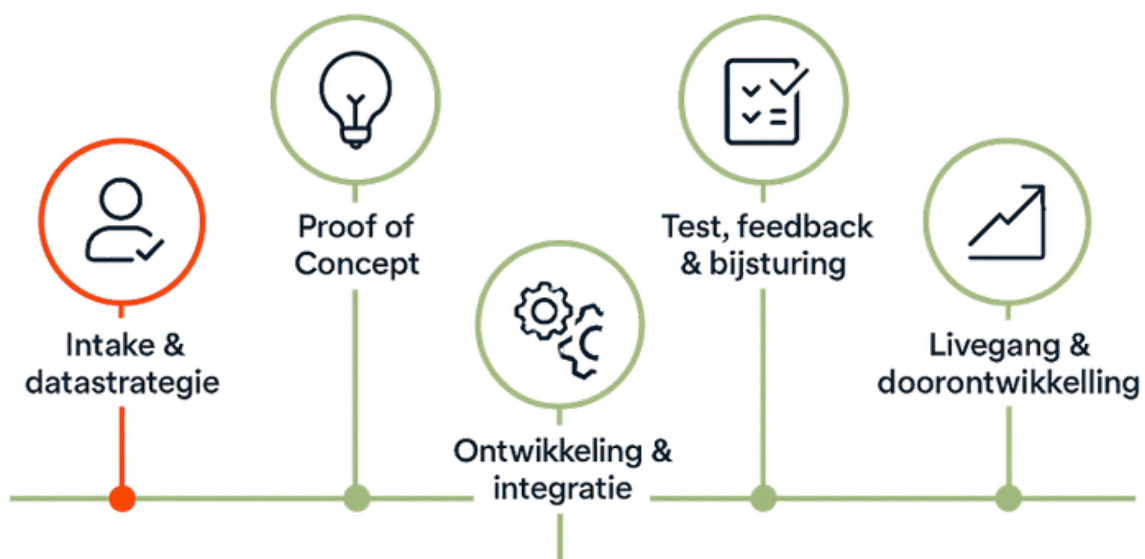 Intake &
datastrategie
Proof of
Concept
Ontwikkeling &
integratie
Test, feedback
& bijsturing
Livegang &
doorontwikkelling